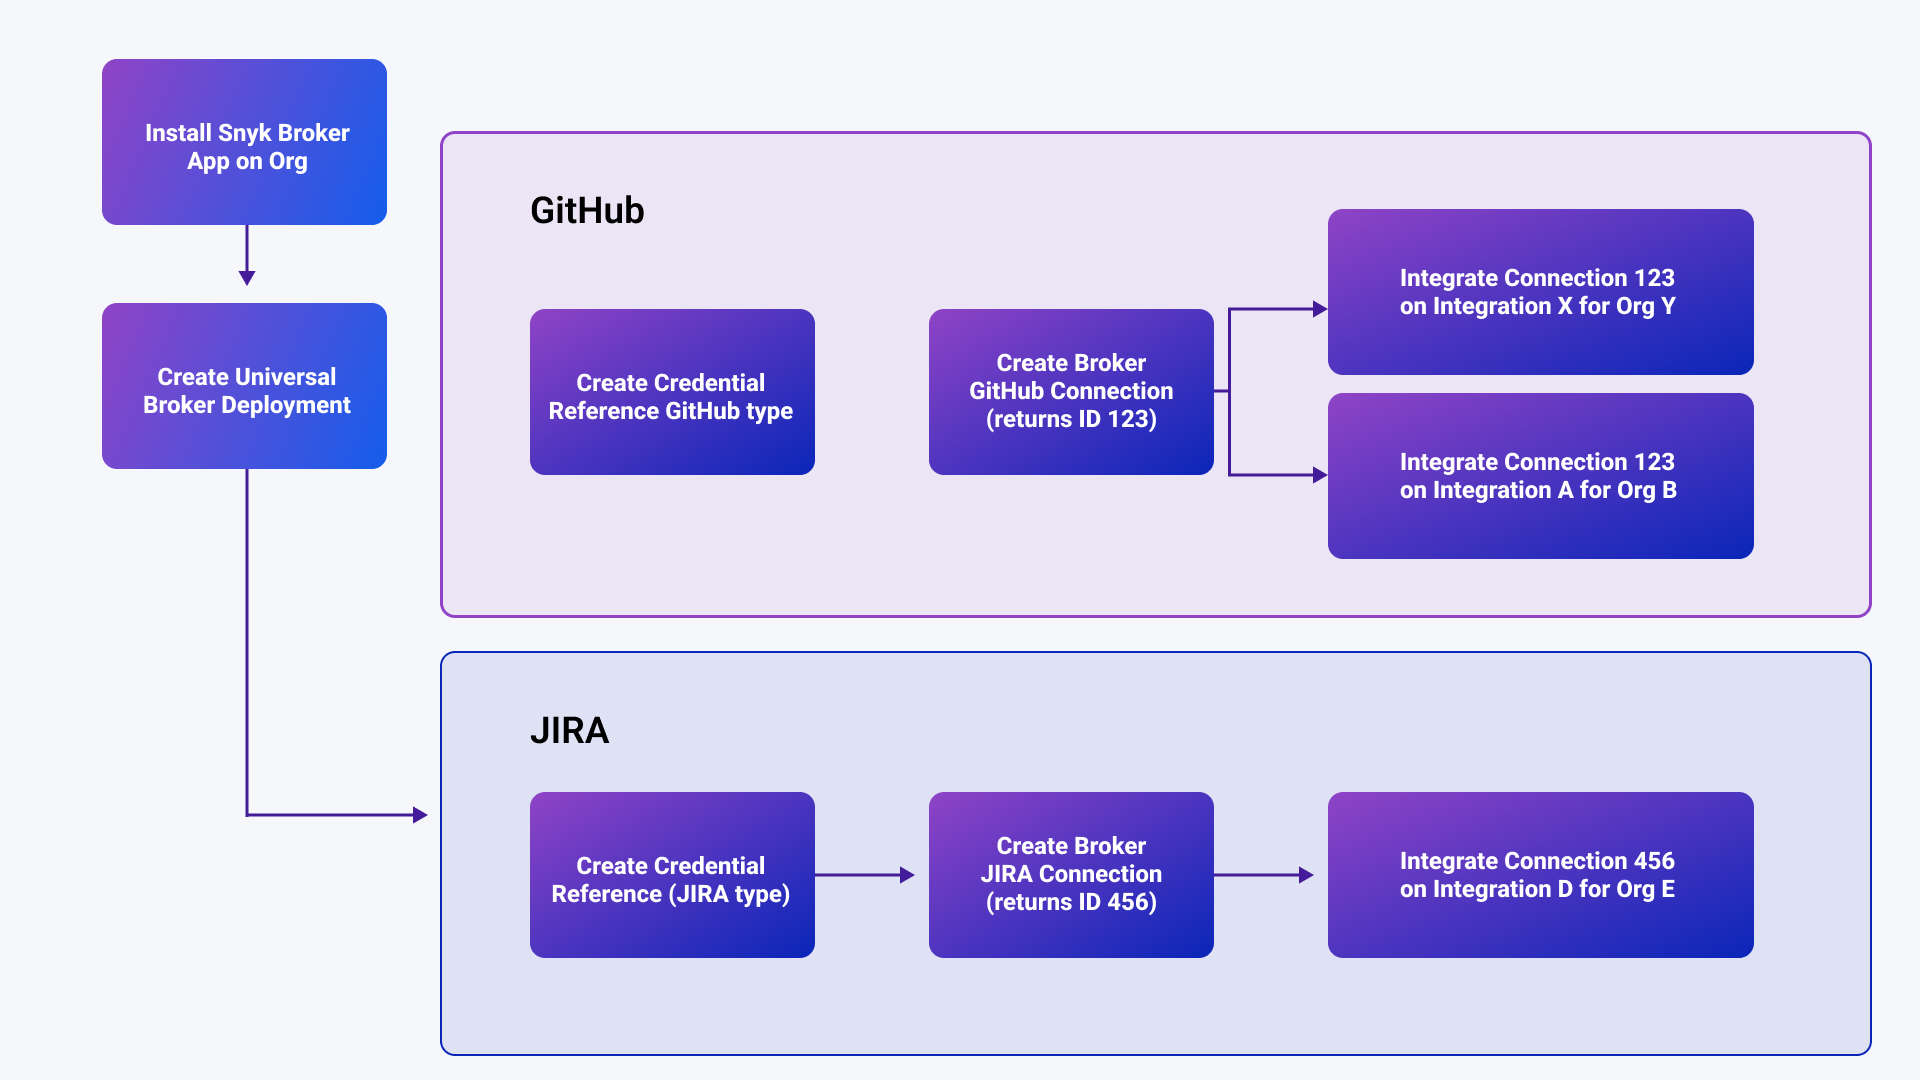 Install Snyk Broker
App on Org
Create Universal
Broker Deployment
GitHub
Create Credential
Reference GitHub type
Create Broker
GitHub Connection
(returns ID 123)
Integrate Connection 123
on Integration X for Org Y
Integrate Connection 123
on Integration A for Org B
JIRA
Create Credential
Reference (JIRA type)
Create Broker
JIRA Connection
(returns ID 456)
Integrate Connection 456
on Integration D for Org E